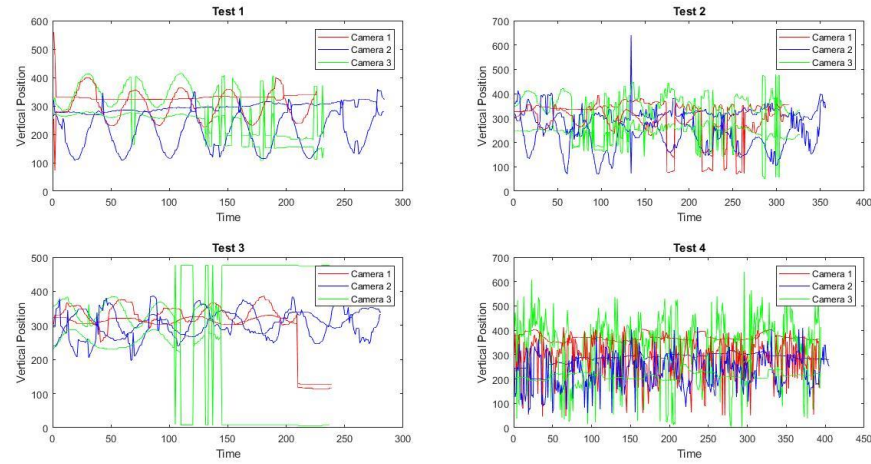 Test 1
Vertical Position
600
500
400
300
200
100
0
Camera 1
Camera 2
Camera 3
0 50 100 150 200 250 300
Time
Test 2
Vertical Position
700
600
500
400
300
200
100
0
Camera 1
Camera 2
Camera 3
0 50 100 150 200 250 300 350 400
Time
Test 3
Vertical Position
500
400
300
200
100
0
Camera 1
Camera 2
Camera 3
0 50 100 150 200 250 300
Time
Test 4
Vertical Position
700
600
500
400
300
200
100
0
Camera 1
Camera 2
Camera 3
0 50 100 150 200 250 300 350 400 450
Time